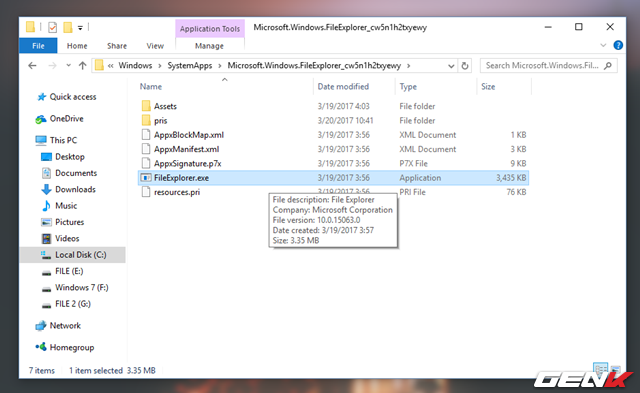 Application Tools
Microsoft.Windows.FileExplorer_cw5n1h2txyewy
File
Home
Share
View
Manage
Windows
SystemApps
Microsoft.Windows.FileExplorer_cw5n1h2txyewy
Search Microsoft.Windows.Fil...
Name
Date modified
Type
Size
Quick access
OneDrive
This PC
Desktop
Documents
Downloads
Music
Pictures
Videos
Local Disk (C:)
FILE (E:)
Windows 7 (F:)
FILE 2 (G:)
Network
Homegroup
Assets 3/19/2017 4:03 File folder
pris 3/20/2017 10:41 File folder
AppxBlockMap.xml 3/19/2017 3:56 XML Document 1 KB
AppxManifest.xml 3/19/2017 3:56 XML Document 3 KB
AppxSignature.p7x 3/19/2017 3:56 P7X File 9 KB
FileExplorer.exe 3/19/2017 3:56 Application 3,435 KB
resources.pri 3/19/2017 3:56 PRI File 76 KB
File description: File Explorer
Company: Microsoft Corporation
File version: 10.0.15063.0
Date created: 3/19/2017 3:57
Size: 3.35 MB
7 items 1 item selected 3.35 MB
GENK